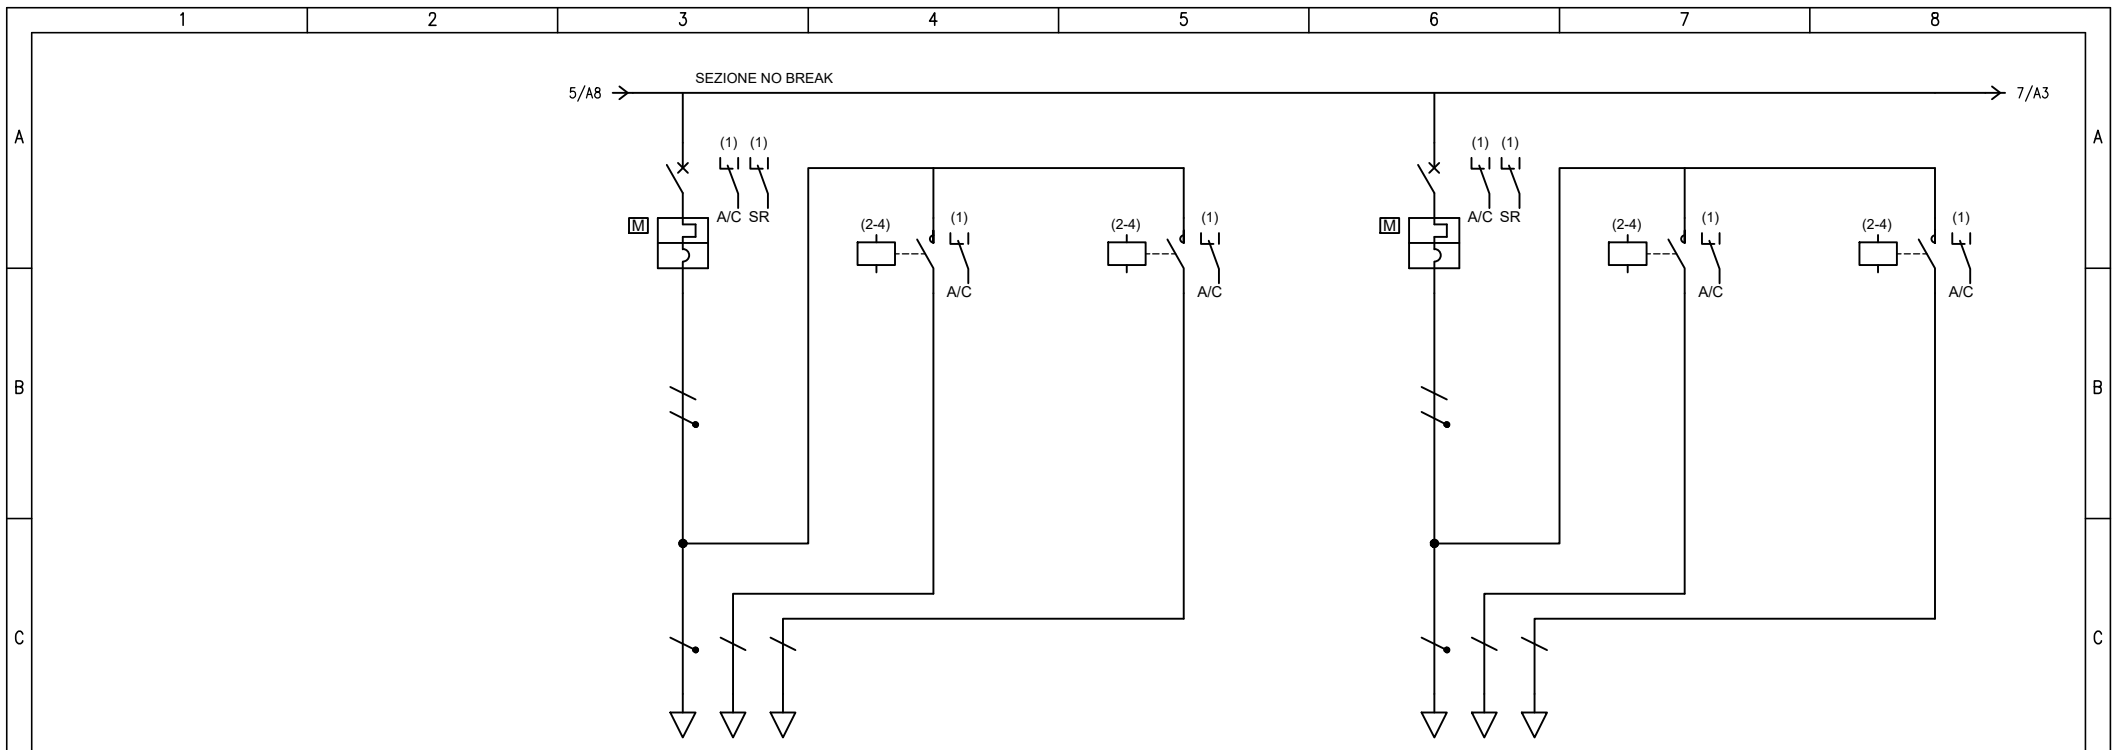 1 2 3 4 5 6 7 8
SEZIONE NO BREAK
5/A8 7/A3
A A
(1) (1) (1) (1)
A/C SR A/C SR
M (2-4) (1) (2-4) (1) M (2-4) (1) (2-4) (1)
A/C A/C A/C A/C
B B
C C